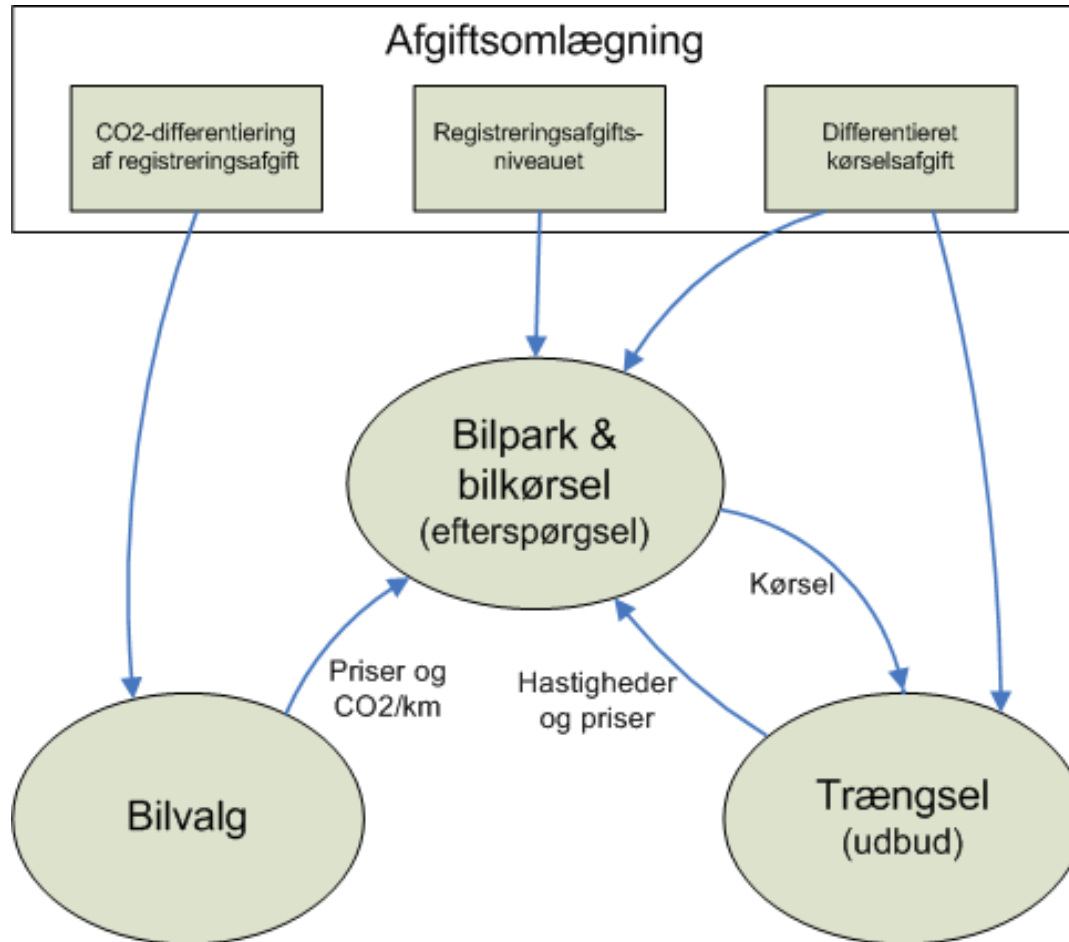 Afgiftsomlægning
CO2-differentiering
af registreringsafgift
Registreringsafgifts-
niveauet
Differentieret
kørselsafgift
Bilpark &
bilkørsel
(efterspørgsel)
Kørsel
Priser og
CO2/km
Hastigheder
og priser
Bilvalg
Trængsel
(udbud)